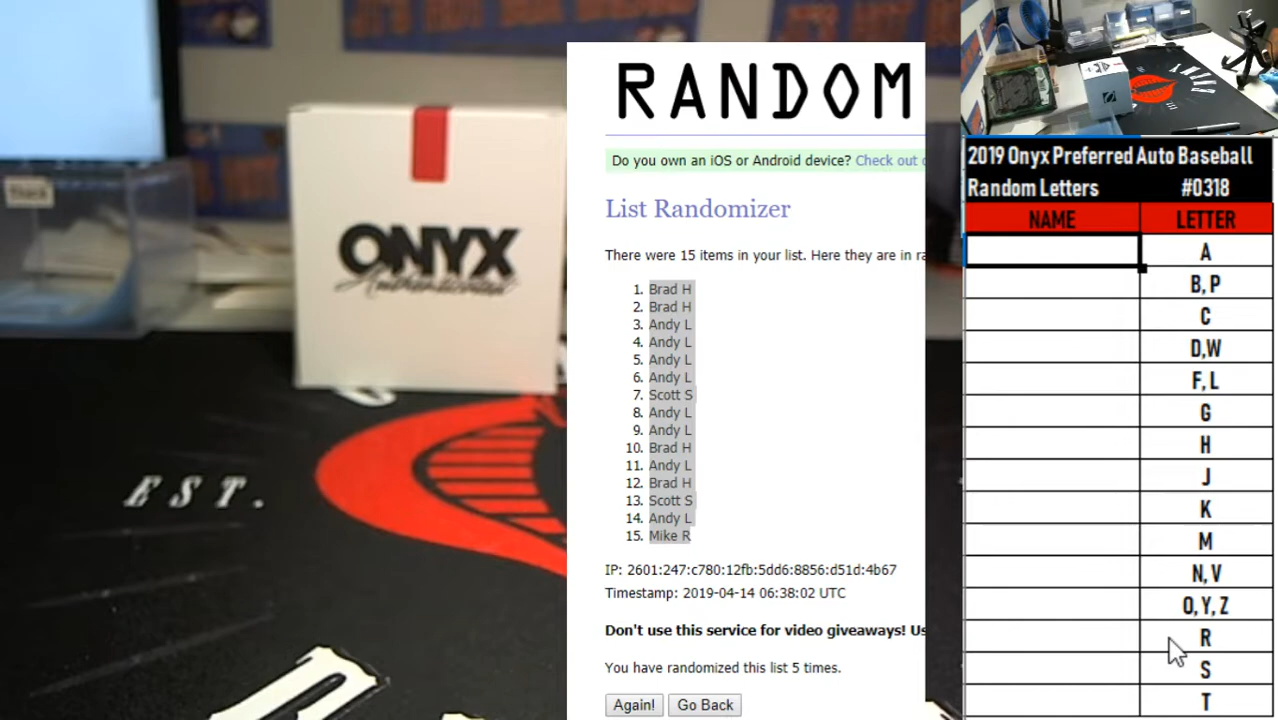 ONYX
Authenticated
EST.
RANDOM
Do you own an iOS or Android device? Check out
List Randomizer
There were 15 items in your list. Here they are in
1. Brad H
2. Brad H
3. Andy L
4. Andy L
5. Andy L
6. Andy L
7. Scott S
8. Andy L
9. Andy L
10. Brad H
11. Andy L
12. Brad H
13. Scott S
14. Andy L
15. Mike R
IP: 2601:247:c780:12fb:5dd6:8856:d51d:4b67
Timestamp: 2019-04-14 06:38:02 UTC
Don't use this service for video giveaways!
You have randomized this list 5 times.
Again! Go Back
2019 Onyx Preferred Auto Baseball
Random Letters #0318
NAME LETTER
A
B, P
C
D,W
F, L
G
H
J
K
M
N, V
O, Y, Z
R
S
T